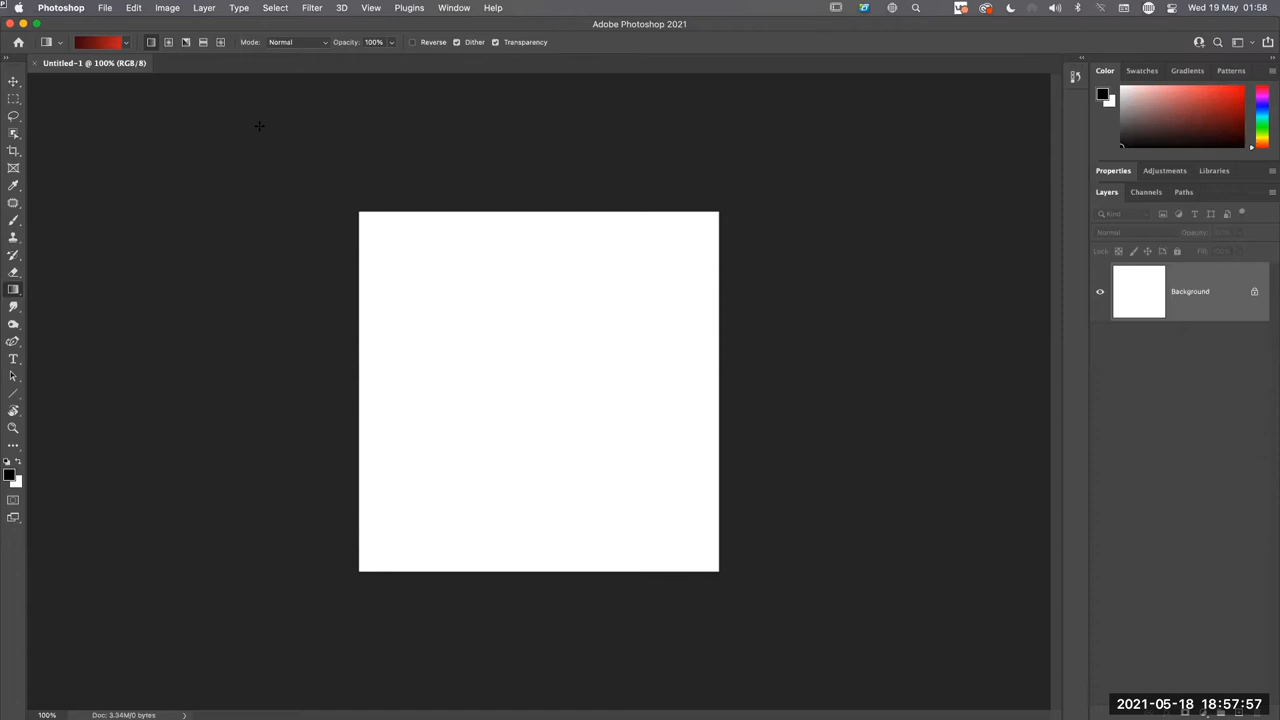 Photoshop File Edit Image Layer Type Select Filter 3D View Plugins Window Help Wed 19 May 01:58
Adobe Photoshop 2021
Mode: Normal Opacity: 100% Reverse Dither Transparency
Untitled-1 @ 100% (RGB/8)
Color Swatches Gradients Patterns
Properties Adjustments Libraries
Layers Channels Paths
Kind
Normal Opacity: 100%
Lock: Fill: 100%
Background
T
2021-05-18 18:57:57
100% Doc: 3.34M/0 bytes